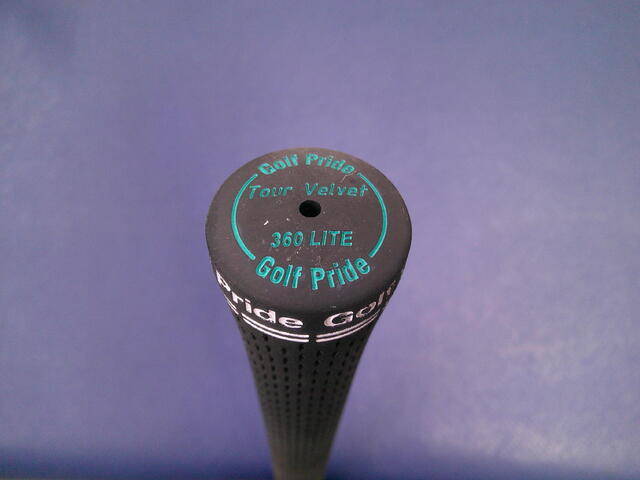 Golf Pride
Tour Velvet
360 LITE
Golf Pride
Pride Golf